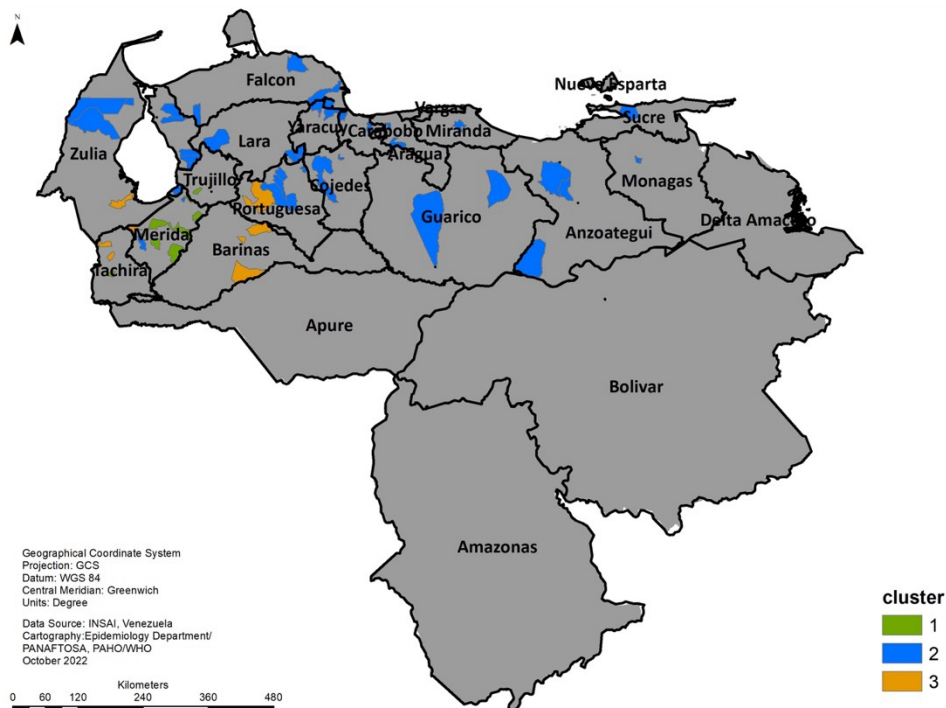 N
Falcon
Nueva Esparta
Vargas
Sucre
Yaracuy
Carabobo
Miranda
Lara
Zulia
Aragua
Trujillo
Cojedes
Monagas
Portuguesa
Guarico
Delta Amacuro
Merida
Anzoategui
Barinas
Tachira
Apure
Bolivar
Amazonas
Geographical Coordinate System
Projection: GCS
Datum: WGS 84
Central Meridian: Greenwich
Units: Degree
Data Source: INSAI, Venezuela
Cartography:Epidemiology Department/
PANAFTOSA, PAHO/WHO
October 2022
Kilometers
0 60 120 240 360 480
cluster
1
2
3